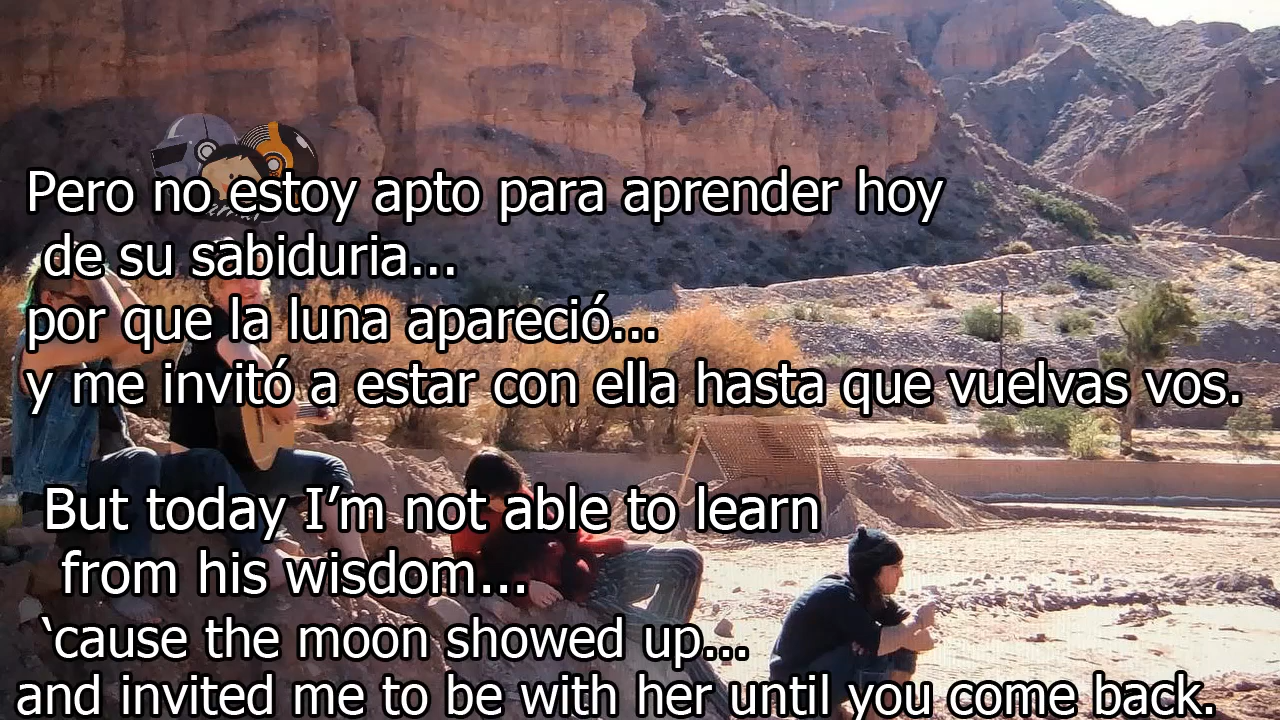 Pero no estoy apto para aprender hoy
de su sabiduria...
por que la luna apareció...
y me invitó a estar con ella hasta que vuelvas vos.
But today I’m not able to learn
from his wisdom...
‘cause the moon showed up...
and invited me to be with her until you come back.